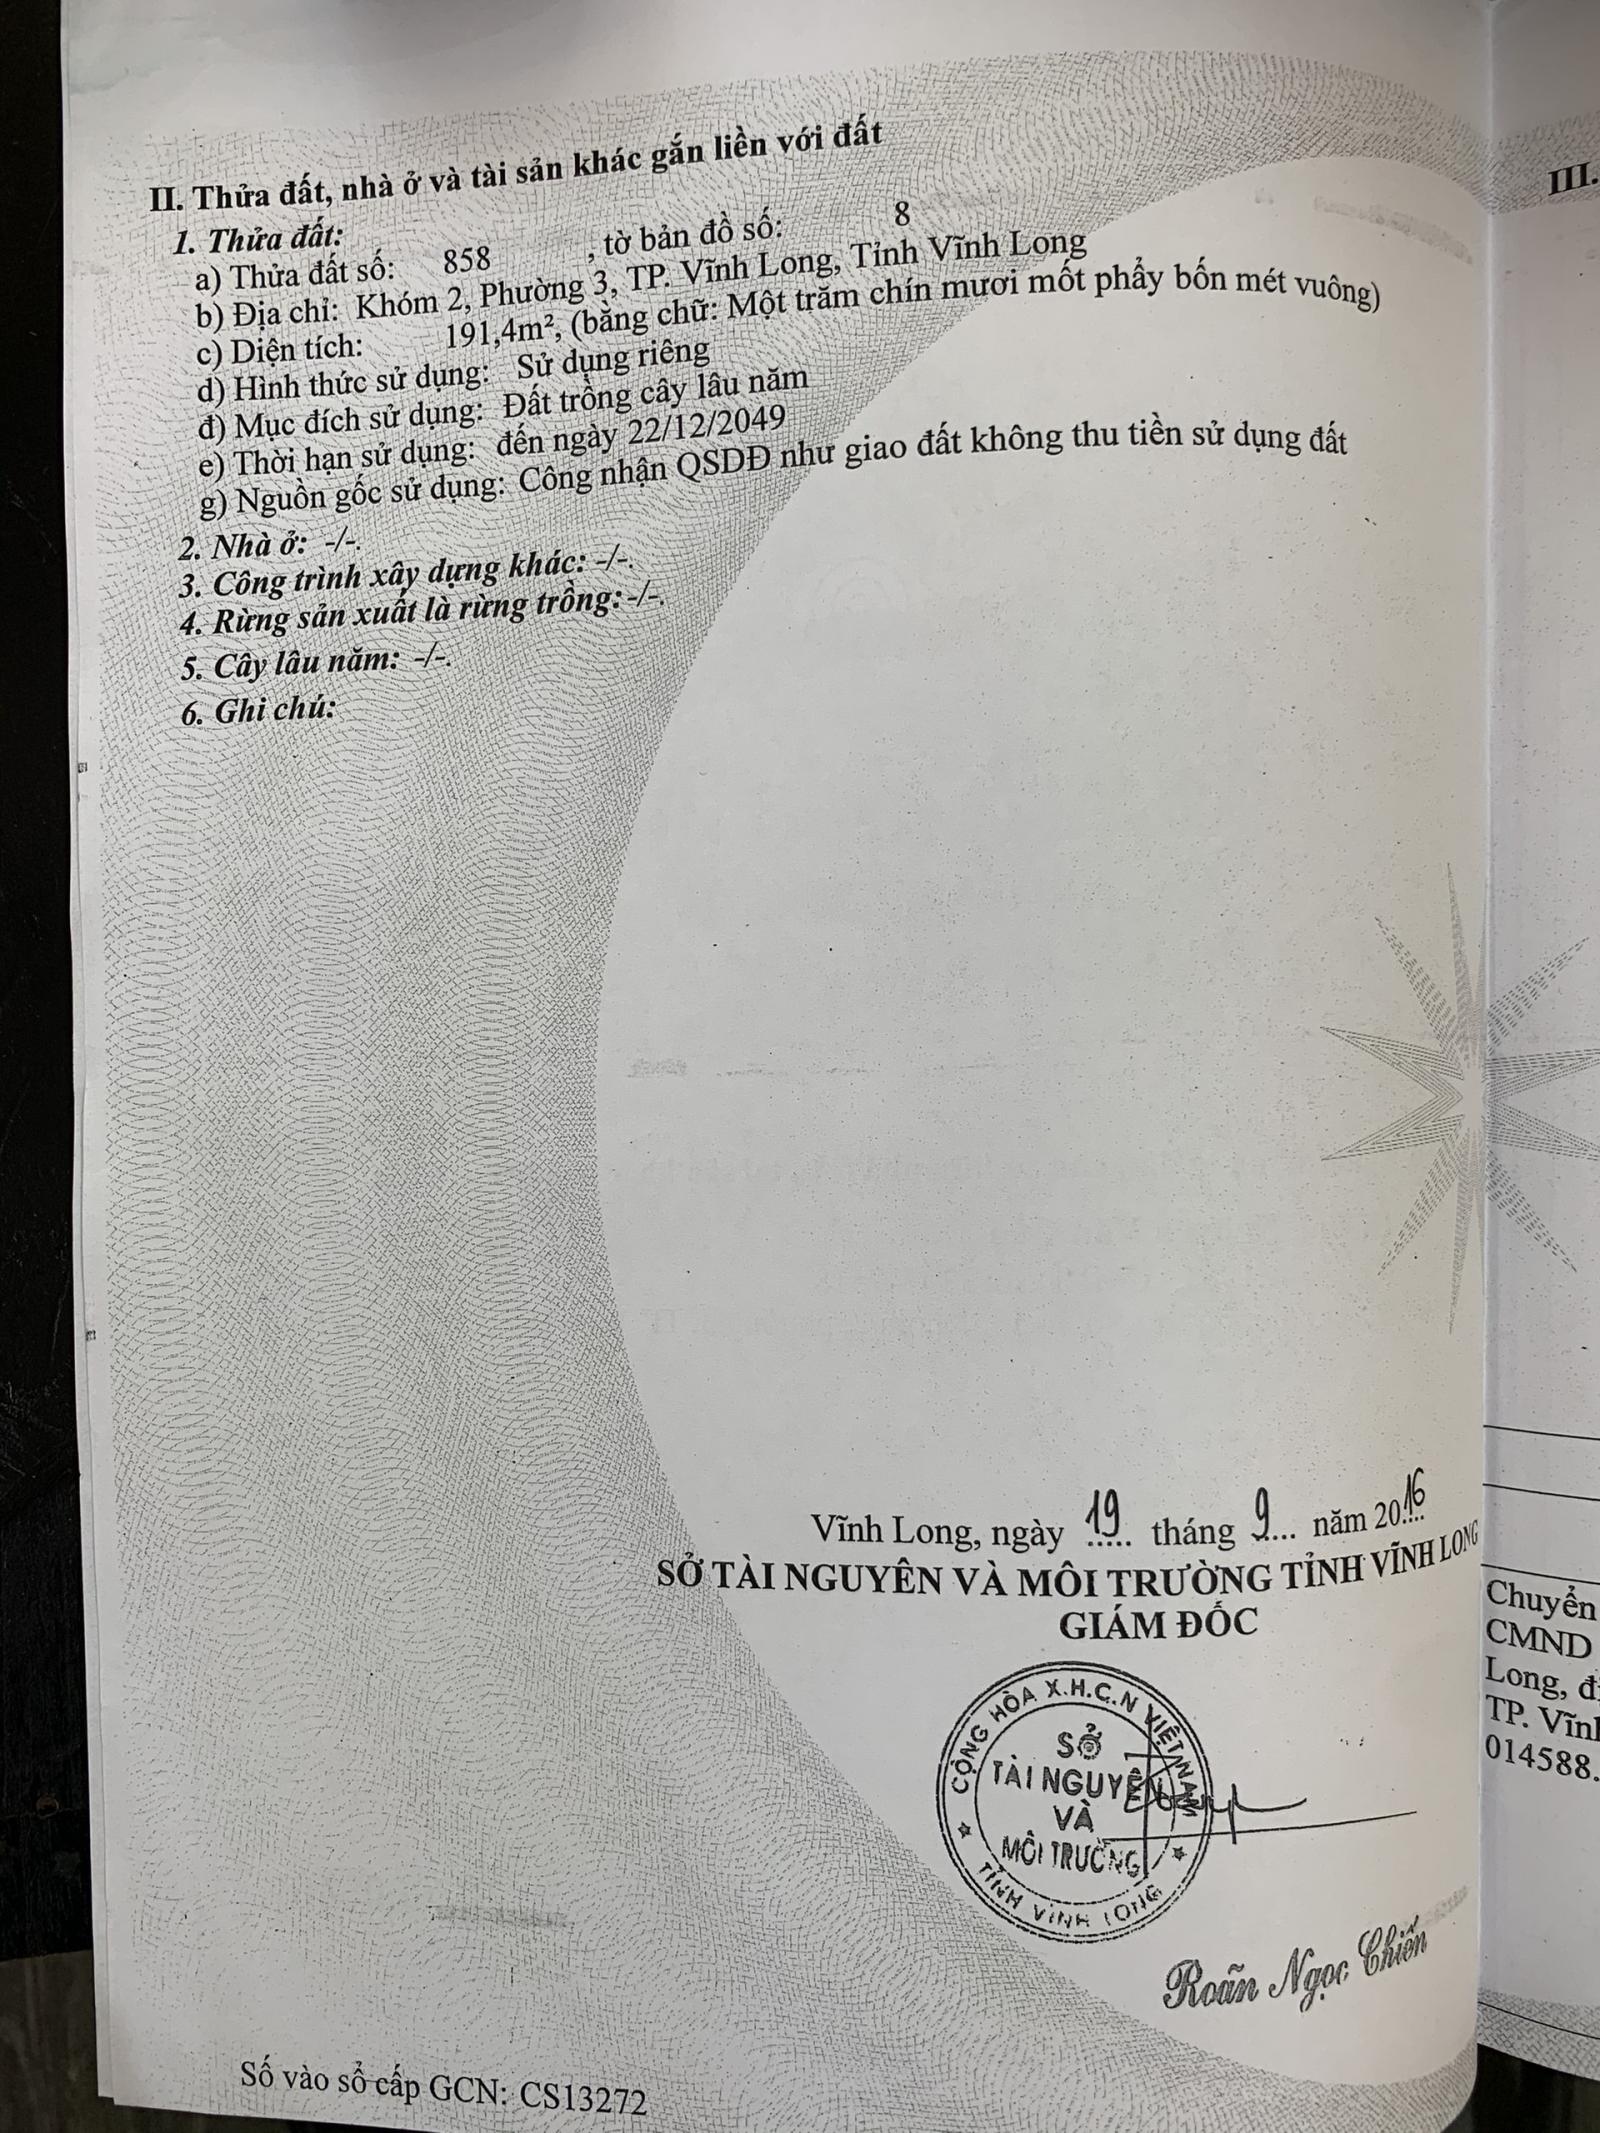 II. Thửa đất, nhà ở và tài sản khác gắn liền với đất
1. Thửa đất:
a) Thửa đất số: 858 , tờ bản đồ số: 8
b) Địa chỉ: Khóm 2, Phường 3, TP. Vĩnh Long, Tỉnh Vĩnh Long
c) Diện tích: 191,4m², (bằng chữ: Một trăm chín mươi mốt phẩy bốn mét vuông)
d) Hình thức sử dụng: Sử dụng riêng
đ) Mục đích sử dụng: Đất trồng cây lâu năm
e) Thời hạn sử dụng: đến ngày 22/12/2049
g) Nguồn gốc sử dụng: Công nhận QSDĐ như giao đất không thu tiền sử dụng đất
2. Nhà ở: -/-.
3. Công trình xây dựng khác: -/-.
4. Rừng sản xuất là rừng trồng: -/-.
5. Cây lâu năm: -/-.
6. Ghi chú:
Vĩnh Long, ngày 19 tháng 9 năm 2016
SỞ TÀI NGUYÊN VÀ MÔI TRƯỜNG TỈNH VĨNH LONG
GIÁM ĐỐC
CỘNG HÒA X.H.C.N VIỆT NAM
SỞ
TÀI NGUYÊN
VÀ
MÔI TRƯỜNG
TỈNH VĨNH LONG
Roãn Ngọc Chiến
Số vào sổ cấp GCN: CS13272
III.
Chuyển
CMND
Long,
TP. Vĩnh
014588.